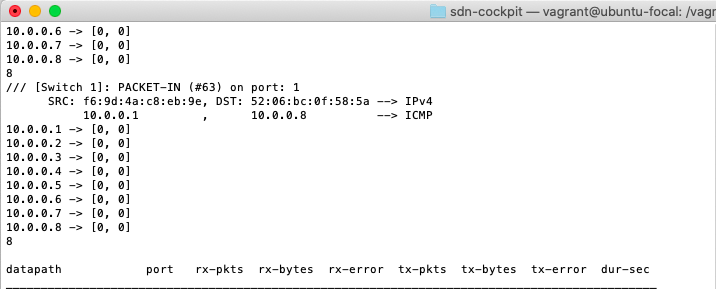 sdn-cockpit — vagrant@ubuntu-focal: /vagr
10.0.0.6 -> [0, 0]
10.0.0.7 -> [0, 0]
10.0.0.8 -> [0, 0]
8
/// [Switch 1]: PACKET-IN (#63) on port: 1
      SRC: f6:9d:4a:c8:eb:9e, DST: 52:06:bc:0f:58:5a --> IPv4
           10.0.0.1         ,      10.0.0.8          --> ICMP
10.0.0.1 -> [0, 0]
10.0.0.2 -> [0, 0]
10.0.0.3 -> [0, 0]
10.0.0.4 -> [0, 0]
10.0.0.5 -> [0, 0]
10.0.0.6 -> [0, 0]
10.0.0.7 -> [0, 0]
10.0.0.8 -> [0, 0]
8
datapath            port   rx-pkts  rx-bytes  rx-error  tx-pkts  tx-bytes  tx-error  dur-sec